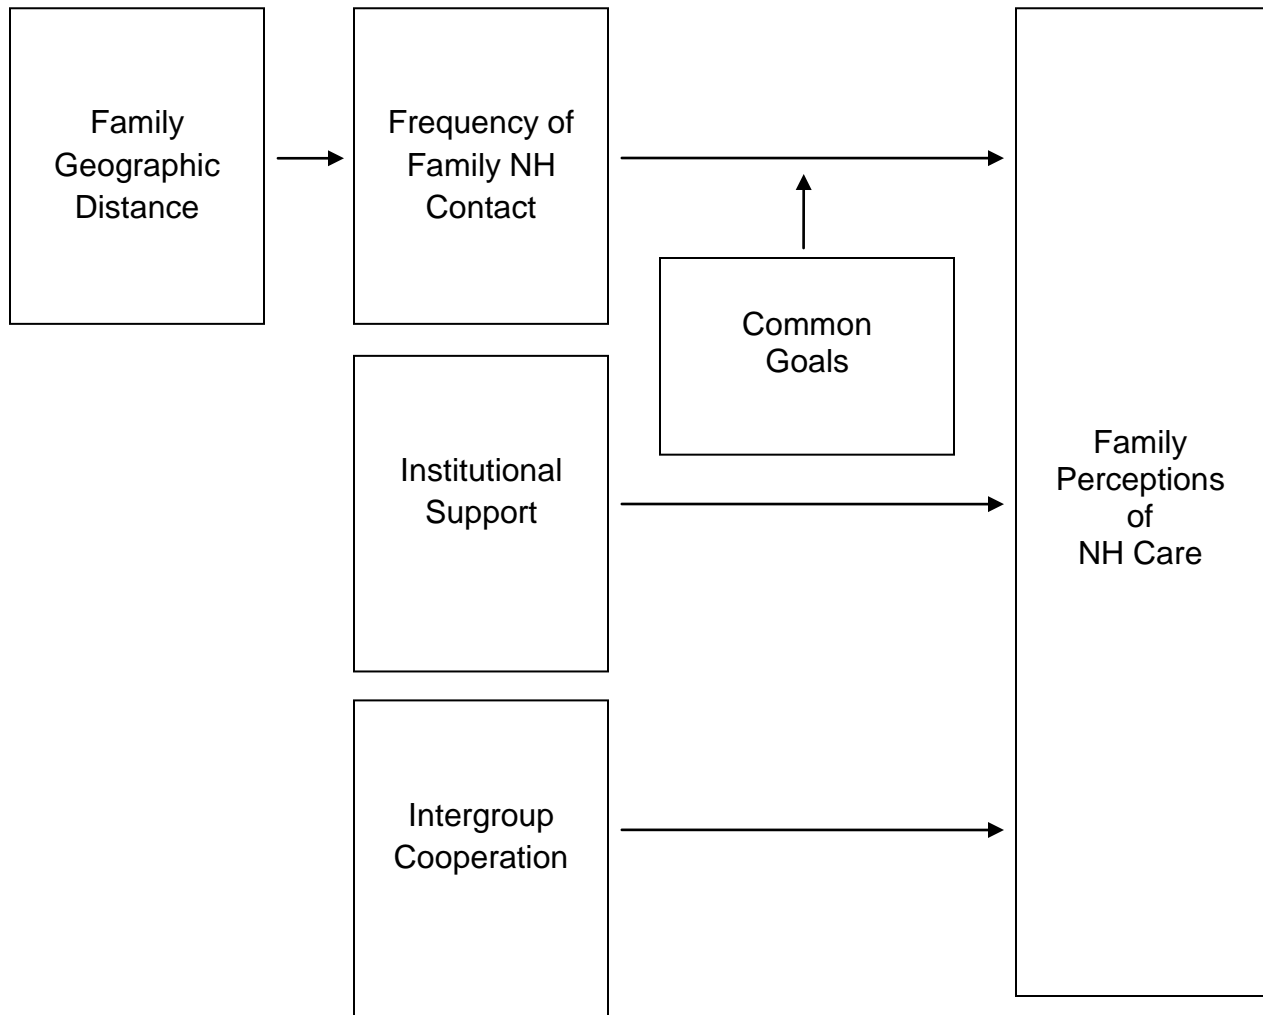 Family
Geographic
Distance
Frequency of
Family NH
Contact
Common
Goals
Institutional
Support
Family
Perceptions
of
NH Care
Intergroup
Cooperation